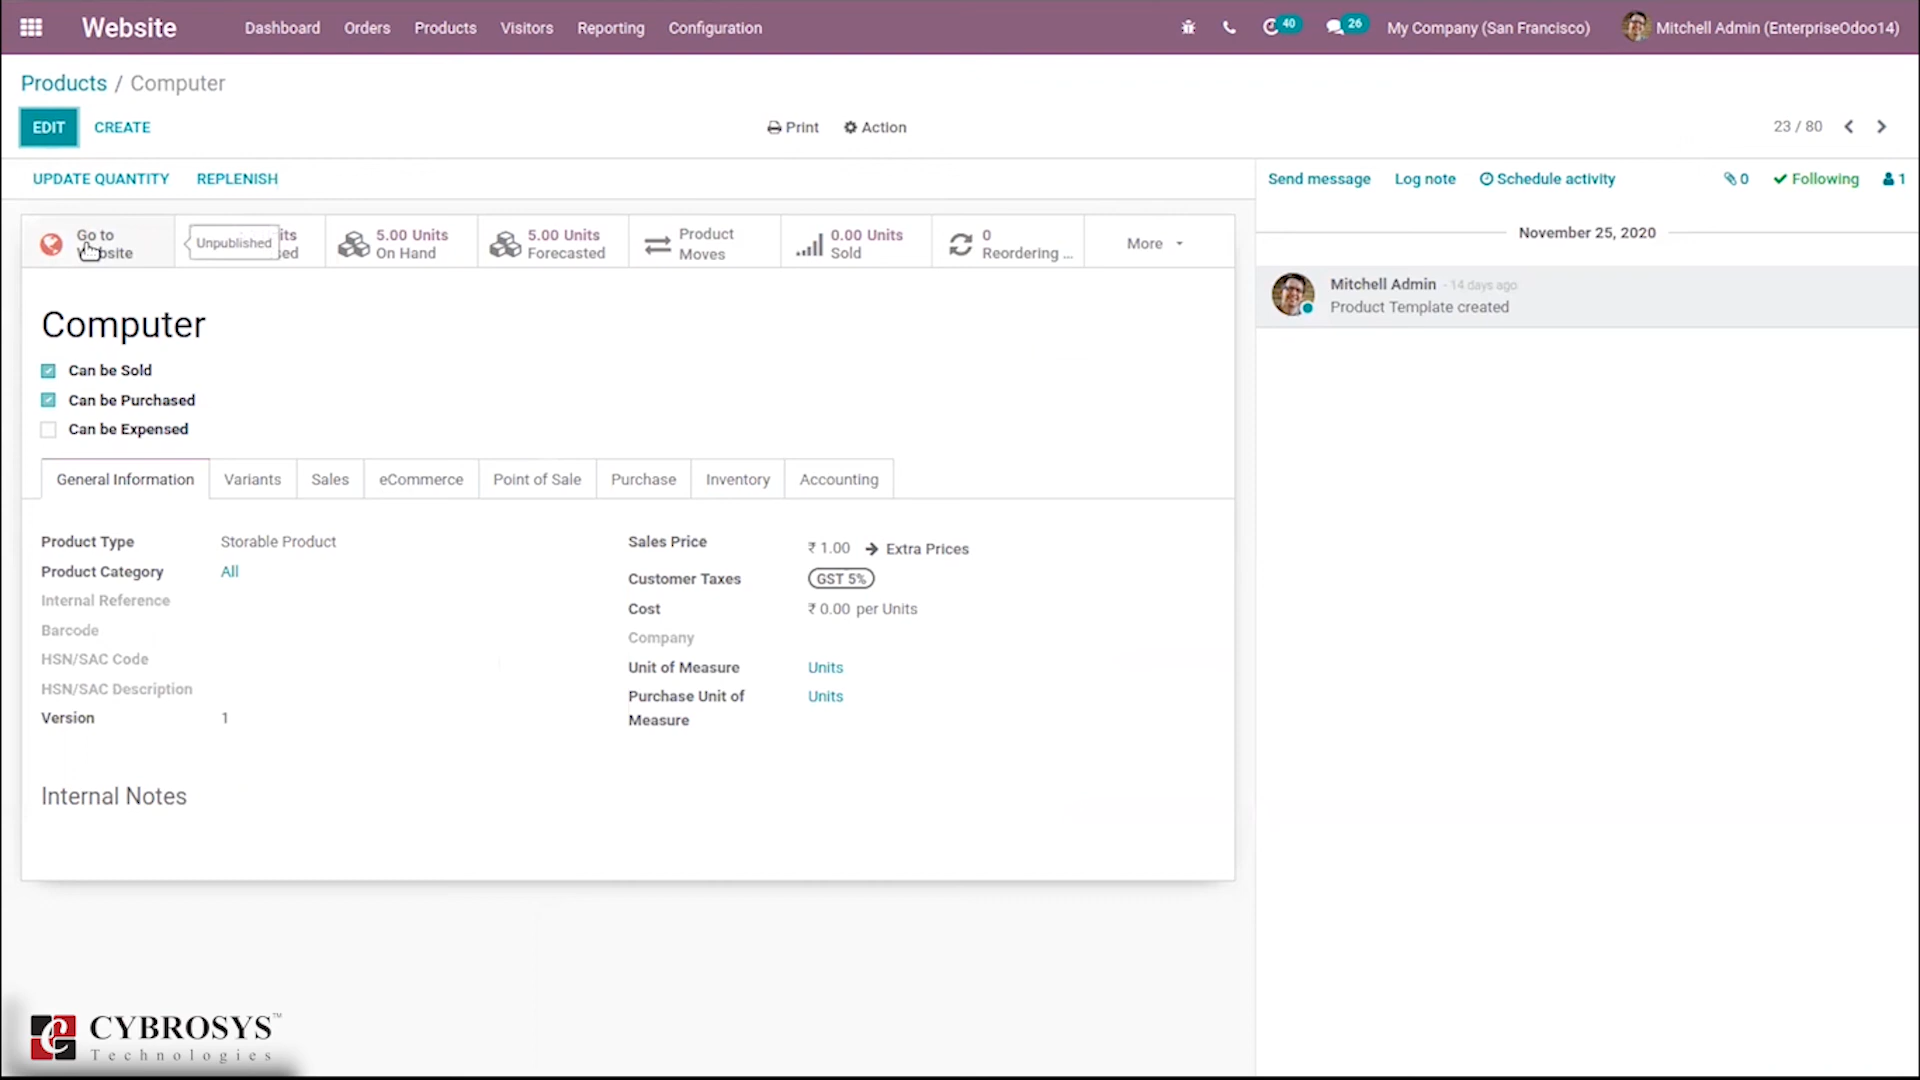 Website Dashboard Orders Products Visitors Reporting Configuration 40 26 My Company (San Francisco) Mitchell Admin (EnterpriseOdoo14)
Products / Computer
EDIT CREATE Print Action 23 / 80
UPDATE QUANTITY REPLENISH Send message Log note Schedule activity 0 Following 1
Go to
Unpublished
5.00 Units
On Hand
5.00 Units
Forecasted
Product
Moves
0.00 Units
Sold
0
Reordering ...
More
November 25, 2020
Mitchell Admin - 14 days ago
Product Template created
Computer
Can be Sold
Can be Purchased
Can be Expensed
General Information Variants Sales eCommerce Point of Sale Purchase Inventory Accounting
Product Type Storable Product
Product Category All
Internal Reference
Barcode
HSN/SAC Code
HSN/SAC Description
Version 1
Sales Price ₹ 1.00 Extra Prices
Customer Taxes GST 5%
Cost ₹ 0.00 per Units
Company
Unit of Measure Units
Purchase Unit of Units
Measure
Internal Notes
CYBROSYS™
Technologies